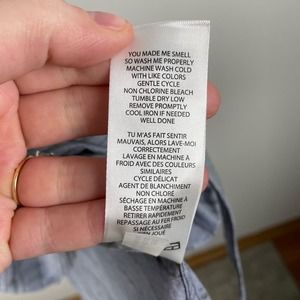 YOU MADE ME SMELL
SO WASH ME PROPERLY
MACHINE WASH COLD
WITH LIKE COLORS
GENTLE CYCLE
NON CHLORINE BLEACH
TUMBLE DRY LOW
REMOVE PROMPTLY
COOL IRON IF NEEDED
WELL DONE
TU M'AS FAIT SENTIR
MAUVAIS, ALORS LAVE-MOI
CORRECTEMENT
LAVAGE EN MACHINE À
FROID AVEC DES COULEURS
SIMILAIRES
CYCLE DÉLICAT
AGENT DE BLANCHIMENT
NON CHLORE
SÉCHAGE EN MACHINE À
BASSE TEMPÉRATURE
RETIRER RAPIDEMENT
REPASSAGE AU FER FROID
SI NÉCESSAIRE
BIEN JOUÉ